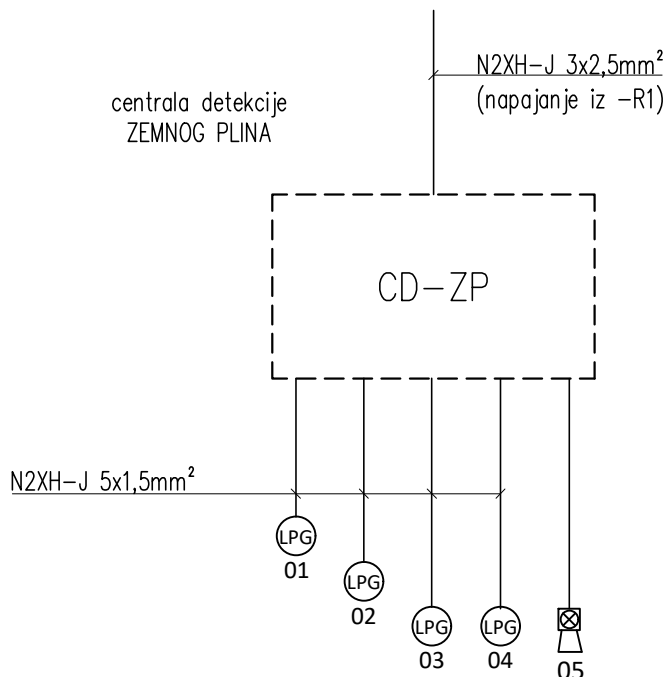 N2XH-J 3x2,5mm²
(napajanje iz -R1)
centrala detekcije
ZEMNOG PLINA
CD-ZP
N2XH-J 5x1,5mm²
LPG
01
LPG
02
LPG
03
LPG
04
05